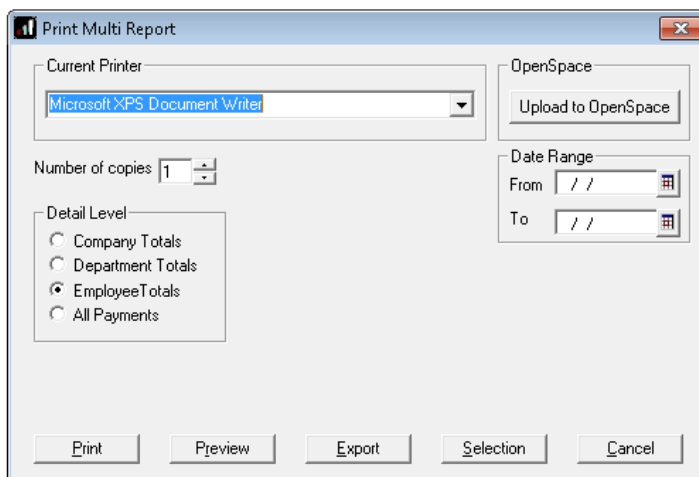 Print Multi Report
Current Printer
Microsoft XPS Document Writer
OpenSpace
Upload to OpenSpace
Number of copies 1
Date Range
From / /
To / /
Detail Level
Company Totals
Department Totals
EmployeeTotals
All Payments
Print Preview Export Selection Cancel